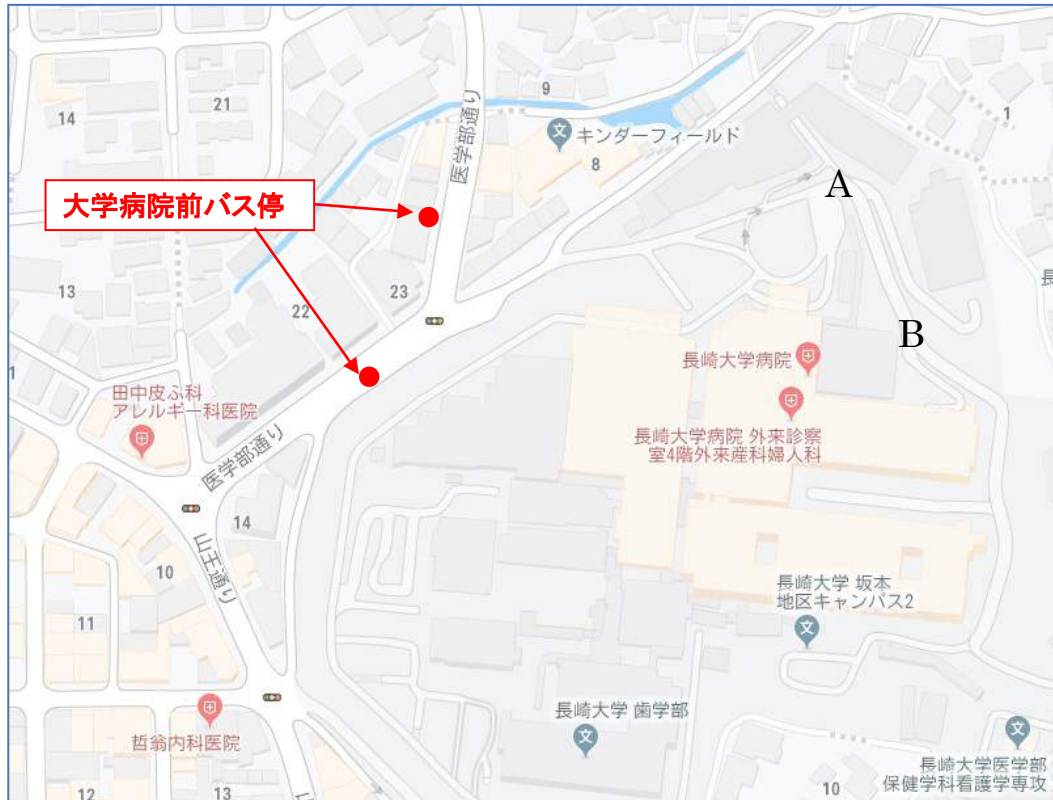 21
14
9
医学部通り
キンダーフィールド
8
1
A
大学病院前バス停
13
23
22
B
長崎大学病院
長崎大学病院 外来診察
室4階外来産科婦人科
田中皮ふ科
アレルギー科医院
1
医学部通り
14
山王通り
10
11
長崎大学 坂本
地区キャンパス2
長崎大学 歯学部
哲翁内科医院
長崎大学医学部
保健学科看護学専攻
12
13
10
長